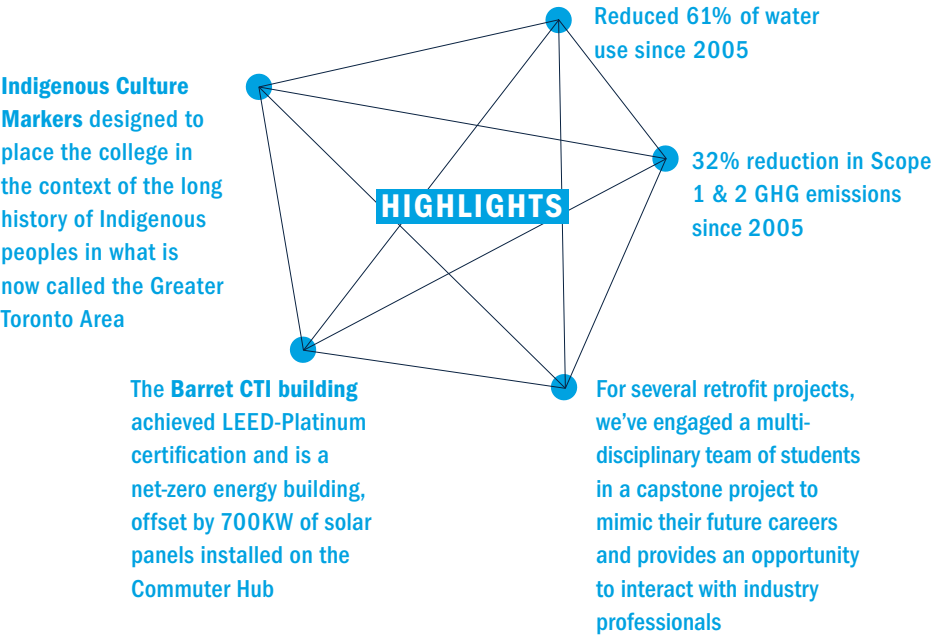 HIGHLIGHTS
Reduced 61% of water
use since 2005
32% reduction in Scope
1 & 2 GHG emissions
since 2005
For several retrofit projects,
we've engaged a multi-
disciplinary team of students
in a capstone project to
mimic their future careers
and provides an opportunity
to interact with industry
professionals
The Barret CTI building
achieved LEED-Platinum
certification and is a
net-zero energy building,
offset by 700KW of solar
panels installed on the
Commuter Hub
Indigenous Culture
Markers designed to
place the college in
the context of the long
history of Indigenous
peoples in what is
now called the Greater
Toronto Area